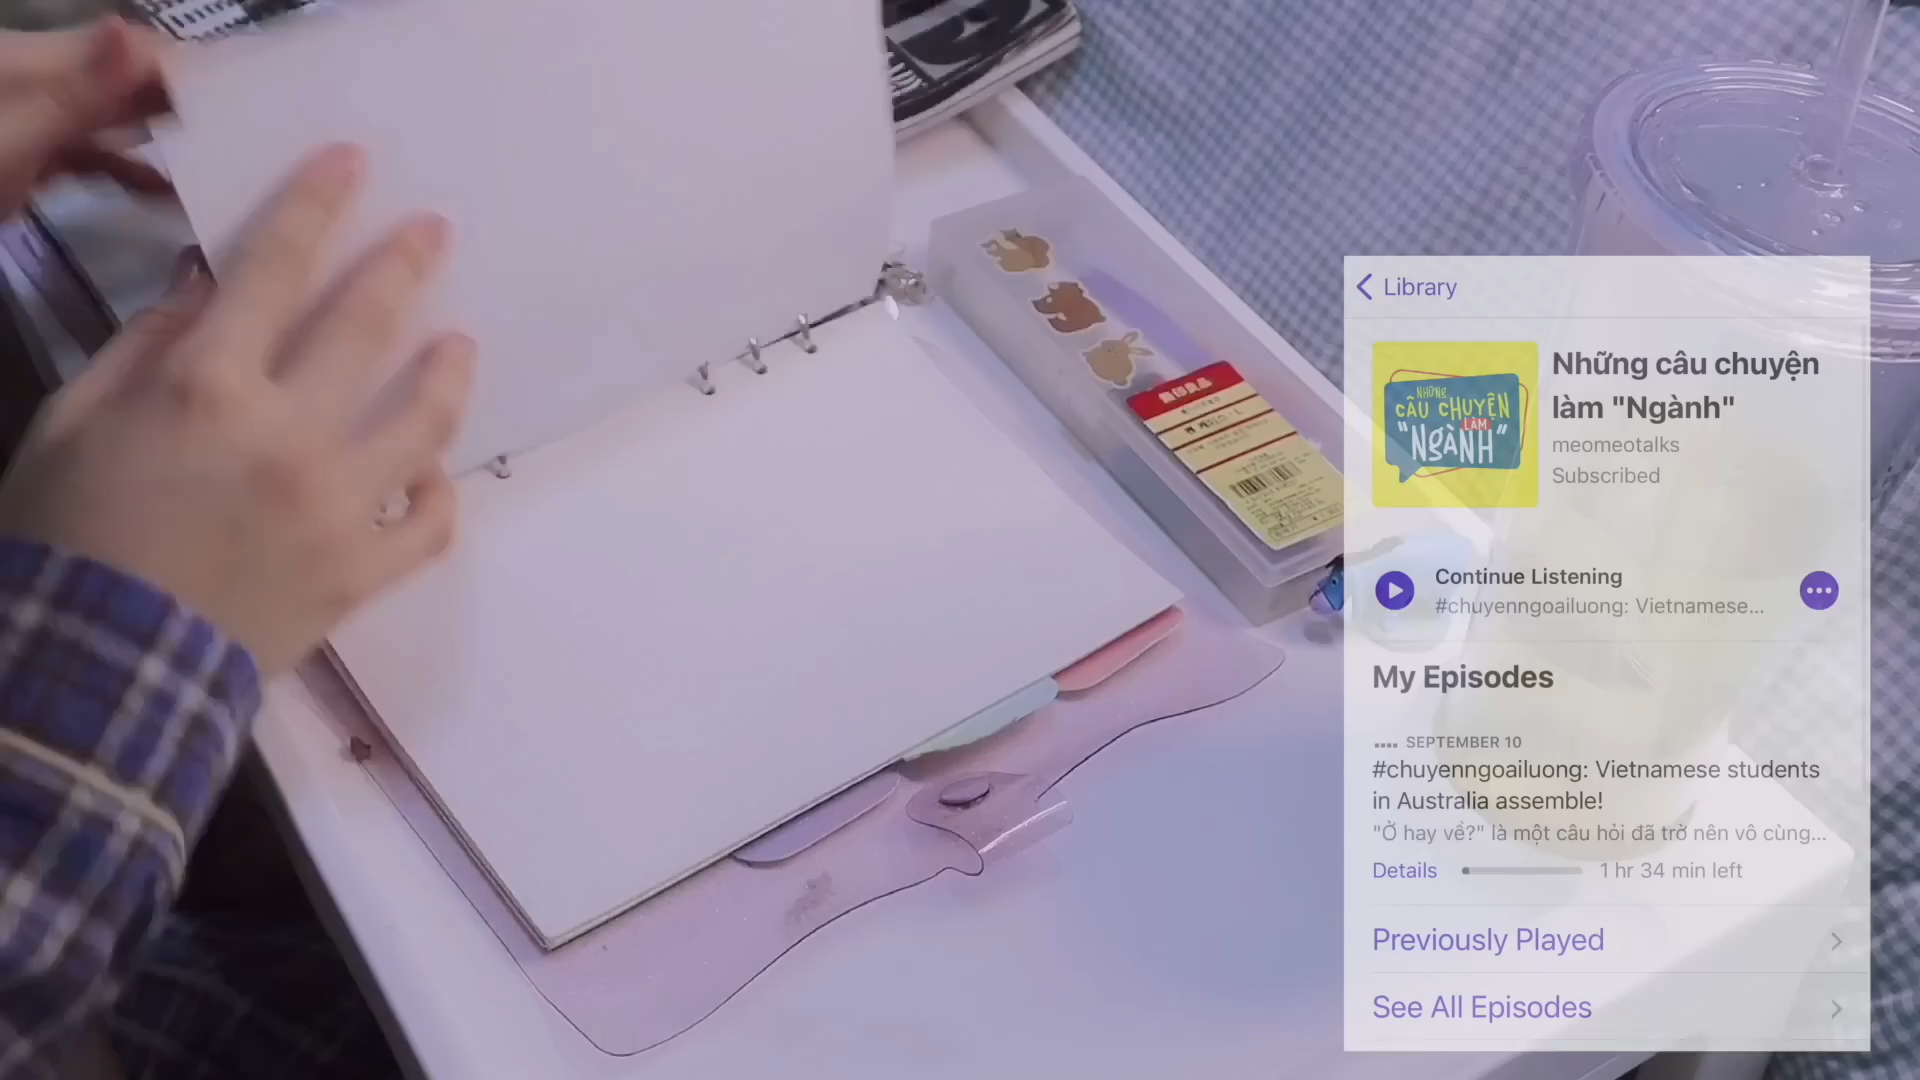 Library
Những câu chuyện
làm "Ngành"
meomeotalks
Subscribed
NHỮNG
CÂU CHUYỆN
LÀM
"NGÀNH"
Continue Listening
#chuyenngoailuong: Vietnamese...
My Episodes
SEPTEMBER 10
#chuyenngoailuong: Vietnamese students
in Australia assemble!
"Ở hay về?" là một câu hỏi đã trở nên vô cùng...
Details
1 hr 34 min left
Previously Played
See All Episodes